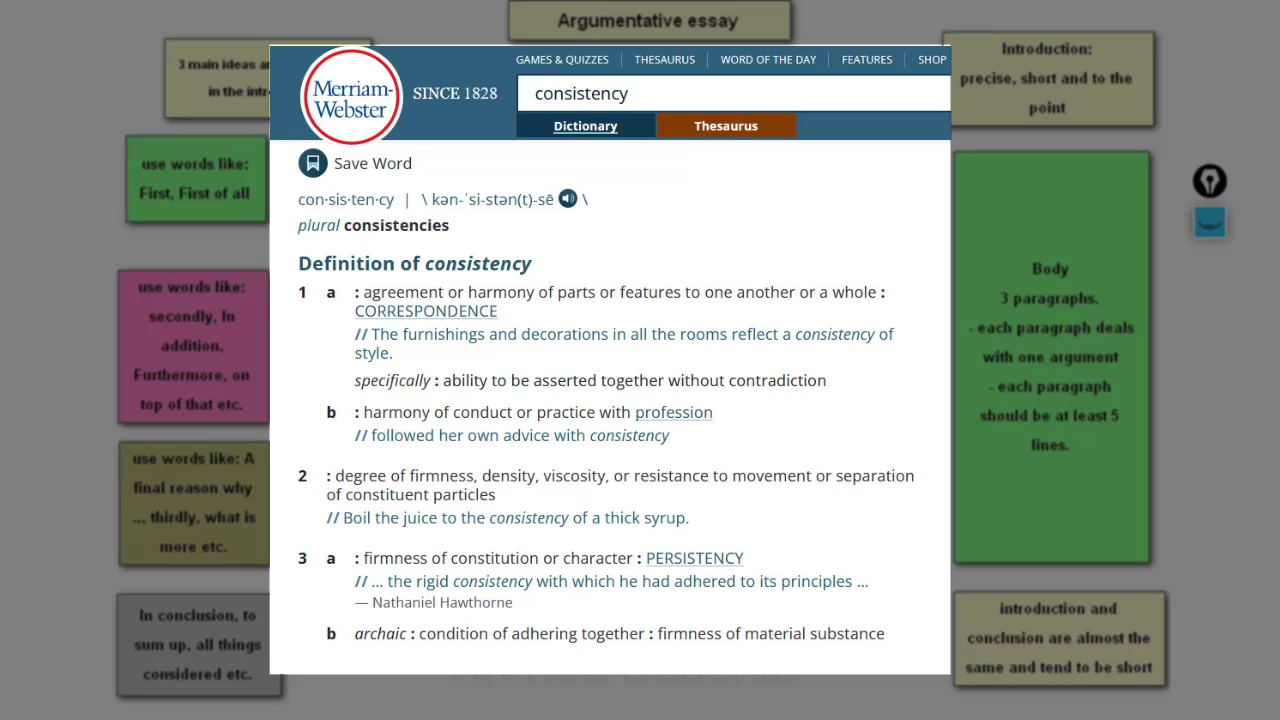 Argumentative essay
3 main ideas
in the
use words like:
First, First of all
use words like:
secondly, In
addition,
Furthermore, on
top of that etc.
use words like: A
final reason why
.., thirdly, what is
more etc.
In conclusion, to
sum up, all things
considered etc.
Merriam-
Webster
SINCE 1828
GAMES & QUIZZES | THESAURUS | WORD OF THE DAY | FEATURES | SHOP
consistency
Dictionary Thesaurus
Save Word
con·sis·ten·cy | \ kən-ˈsi-stən(t)-sē \
plural consistencies
Definition of consistency
1 a : agreement or harmony of parts or features to one another or a whole :
CORRESPONDENCE
// The furnishings and decorations in all the rooms reflect a consistency of
style.
specifically : ability to be asserted together without contradiction
b : harmony of conduct or practice with profession
// followed her own advice with consistency
2 : degree of firmness, density, viscosity, or resistance to movement or separation
of constituent particles
// Boil the juice to the consistency of a thick syrup.
3 a : firmness of constitution or character : PERSISTENCY
// ... the rigid consistency with which he had adhered to its principles ...
— Nathaniel Hawthorne
b archaic : condition of adhering together : firmness of material substance
Introduction:
precise, short and to the
point
Body
3 paragraphs.
- each paragraph deals
with one argument
- each paragraph
should be at least 5
lines.
introduction and
conclusion are almost the
same and tend to be short